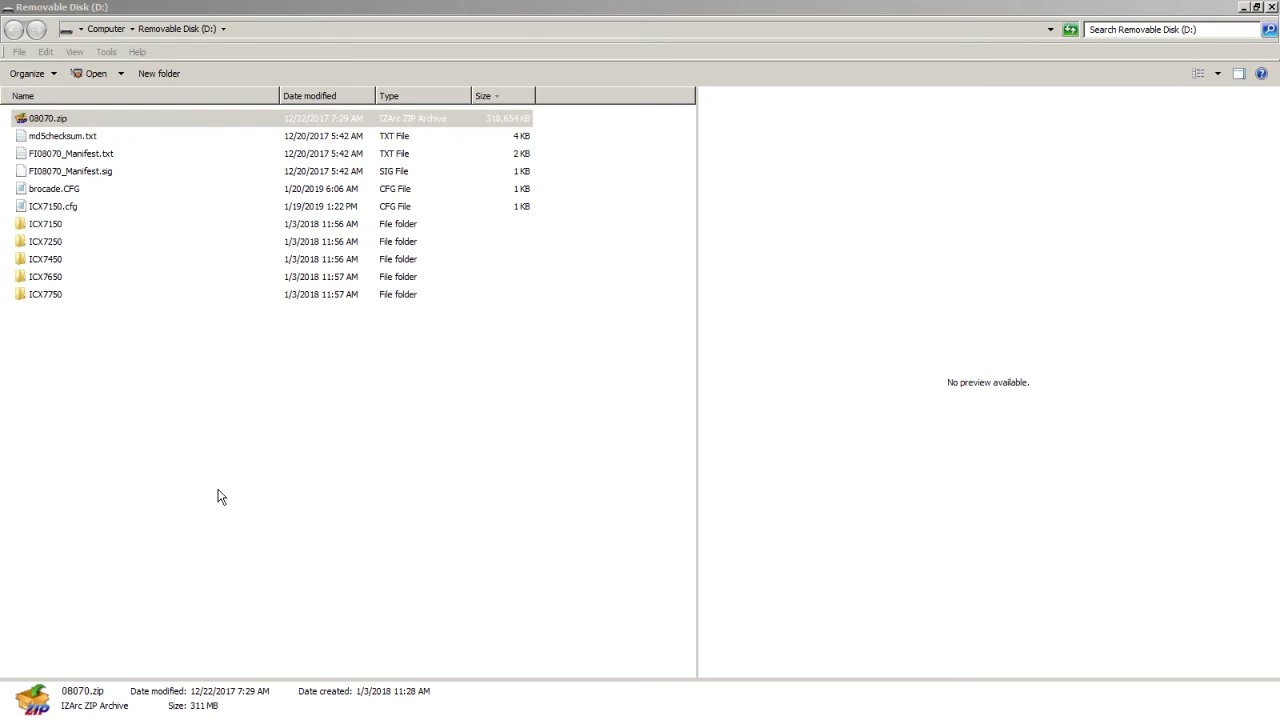 Removable Disk (D:)
Computer Removable Disk (D:) Search Removable Disk (D:)
File Edit View Tools Help
Organize Open New folder
Name Date modified Type Size
08070.zip 12/22/2017 7:29 AM IZArc ZIP Archive 318,654 KB
md5checksum.txt 12/20/2017 5:42 AM TXT File 4 KB
FI08070_Manifest.txt 12/20/2017 5:42 AM TXT File 2 KB
FI08070_Manifest.sig 12/20/2017 5:42 AM SIG File 1 KB
brocade.CFG 1/20/2019 6:06 AM CFG File 1 KB
ICX7150.cfg 1/19/2019 1:22 PM CFG File 1 KB
ICX7150 1/3/2018 11:56 AM File folder
ICX7250 1/3/2018 11:56 AM File folder
ICX7450 1/3/2018 11:56 AM File folder
ICX7650 1/3/2018 11:57 AM File folder
ICX7750 1/3/2018 11:57 AM File folder
No preview available.
08070.zip Date modified: 12/22/2017 7:29 AM Date created: 1/3/2018 11:28 AM
IZArc ZIP Archive Size: 311 MB
ZIP